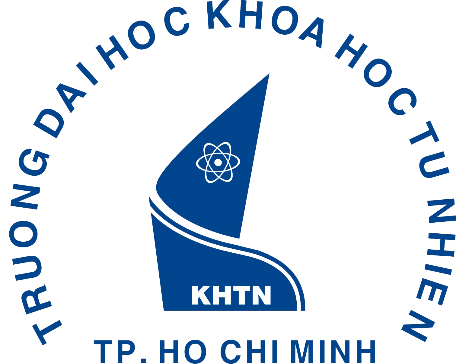 TRUONG DAI HOC KHOA HOC TU NHIEN
KHTN
TP. HO CHI MINH